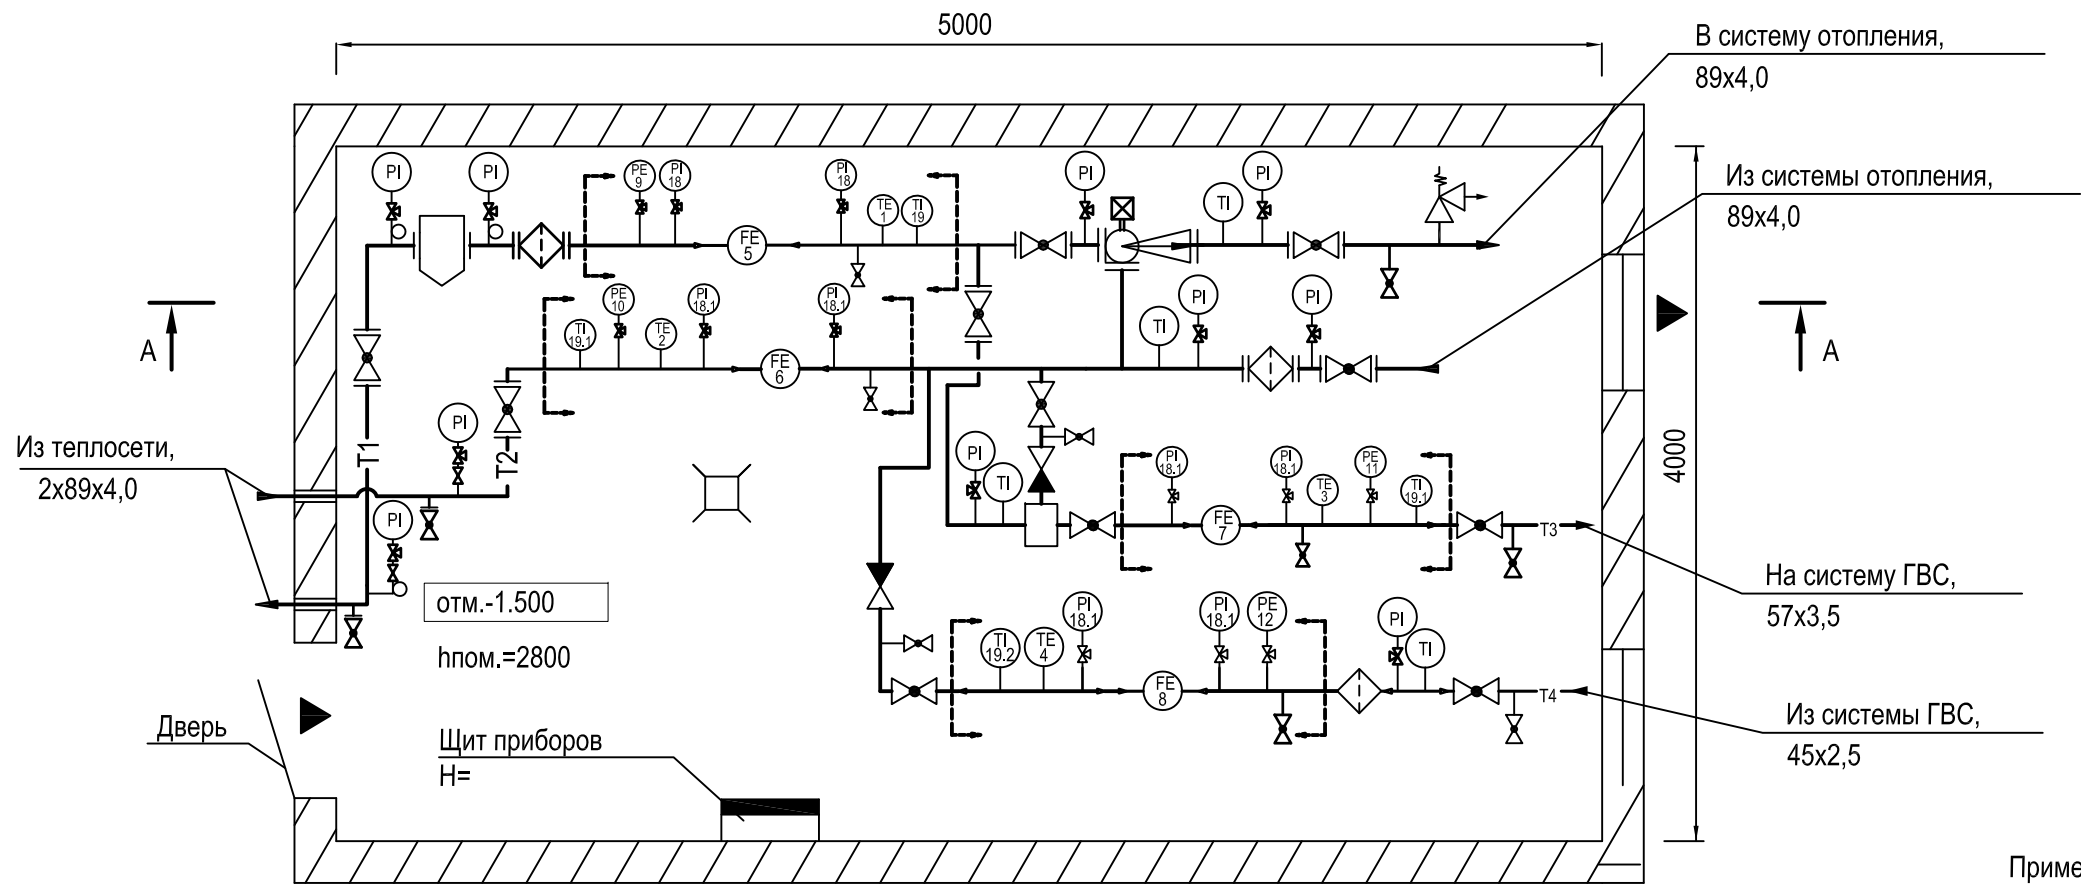 5000
В систему отопления,
89х4,0
Из системы отопления,
89х4,0
PI
PI
PE
9
PI
18
PI
18
TE
1
TI
19
FE
5
PI
TI
PI
PE
10
PI
18.1
PI
18.1
TI
19.1
TE
2
FE
6
TI
PI
PI
А
А
4000
Из теплосети,
2х89х4,0
Т1
Т2
PI
PI
PI
TI
PI
18.1
FE
7
PI
18.1
TE
3
PE
11
TI
19.1
Т3
На систему ГВС,
57х3,5
отм.-1.500
hпом.=2800
TI
19.2
TE
4
PI
18.1
FE
8
PI
18.1
PE
12
PI
TI
Т4
Из системы ГВС,
45х2,5
Дверь
Щит приборов
Н=
Приме